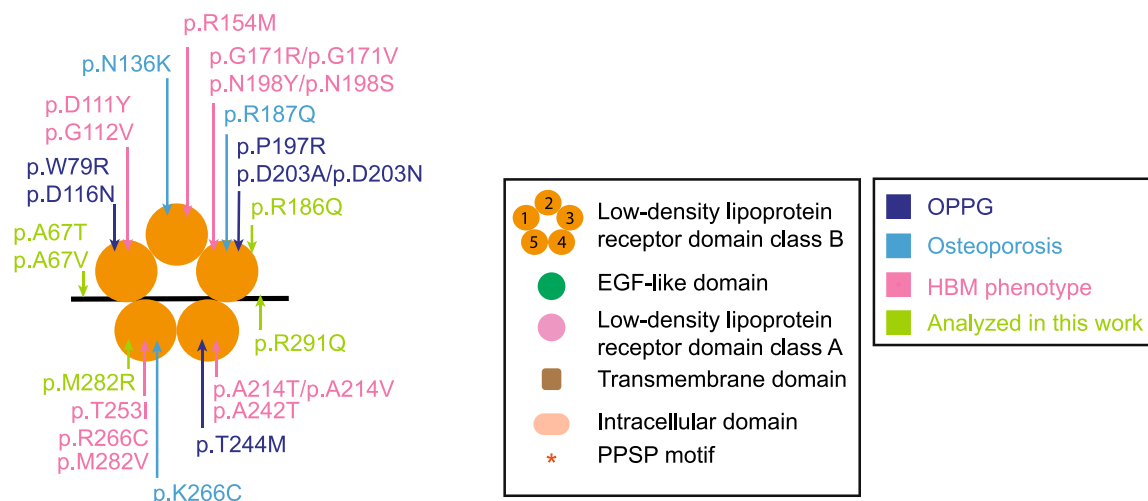 p.R154M
p.G171R/p.G171V
p.N136K
p.N198Y/p.N198S
p.D111Y
p.R187Q
p.G112V
p.P197R
p.W79R
p.D203A/p.D203N
p.D116N
p.R186Q
p.A67T
p.A67V
p.R291Q
p.M282R
p.A214T/p.A214V
p.T253I
p.A242T
p.R266C
p.T244M
p.M282V
p.K266C
1 2 3 5 4
Low-density lipoprotein
receptor domain class B
EGF-like domain
Low-density lipoprotein
receptor domain class A
Transmembrane domain
Intracellular domain
* PPSP motif
OPPG
Osteoporosis
HBM phenotype
Analyzed in this work